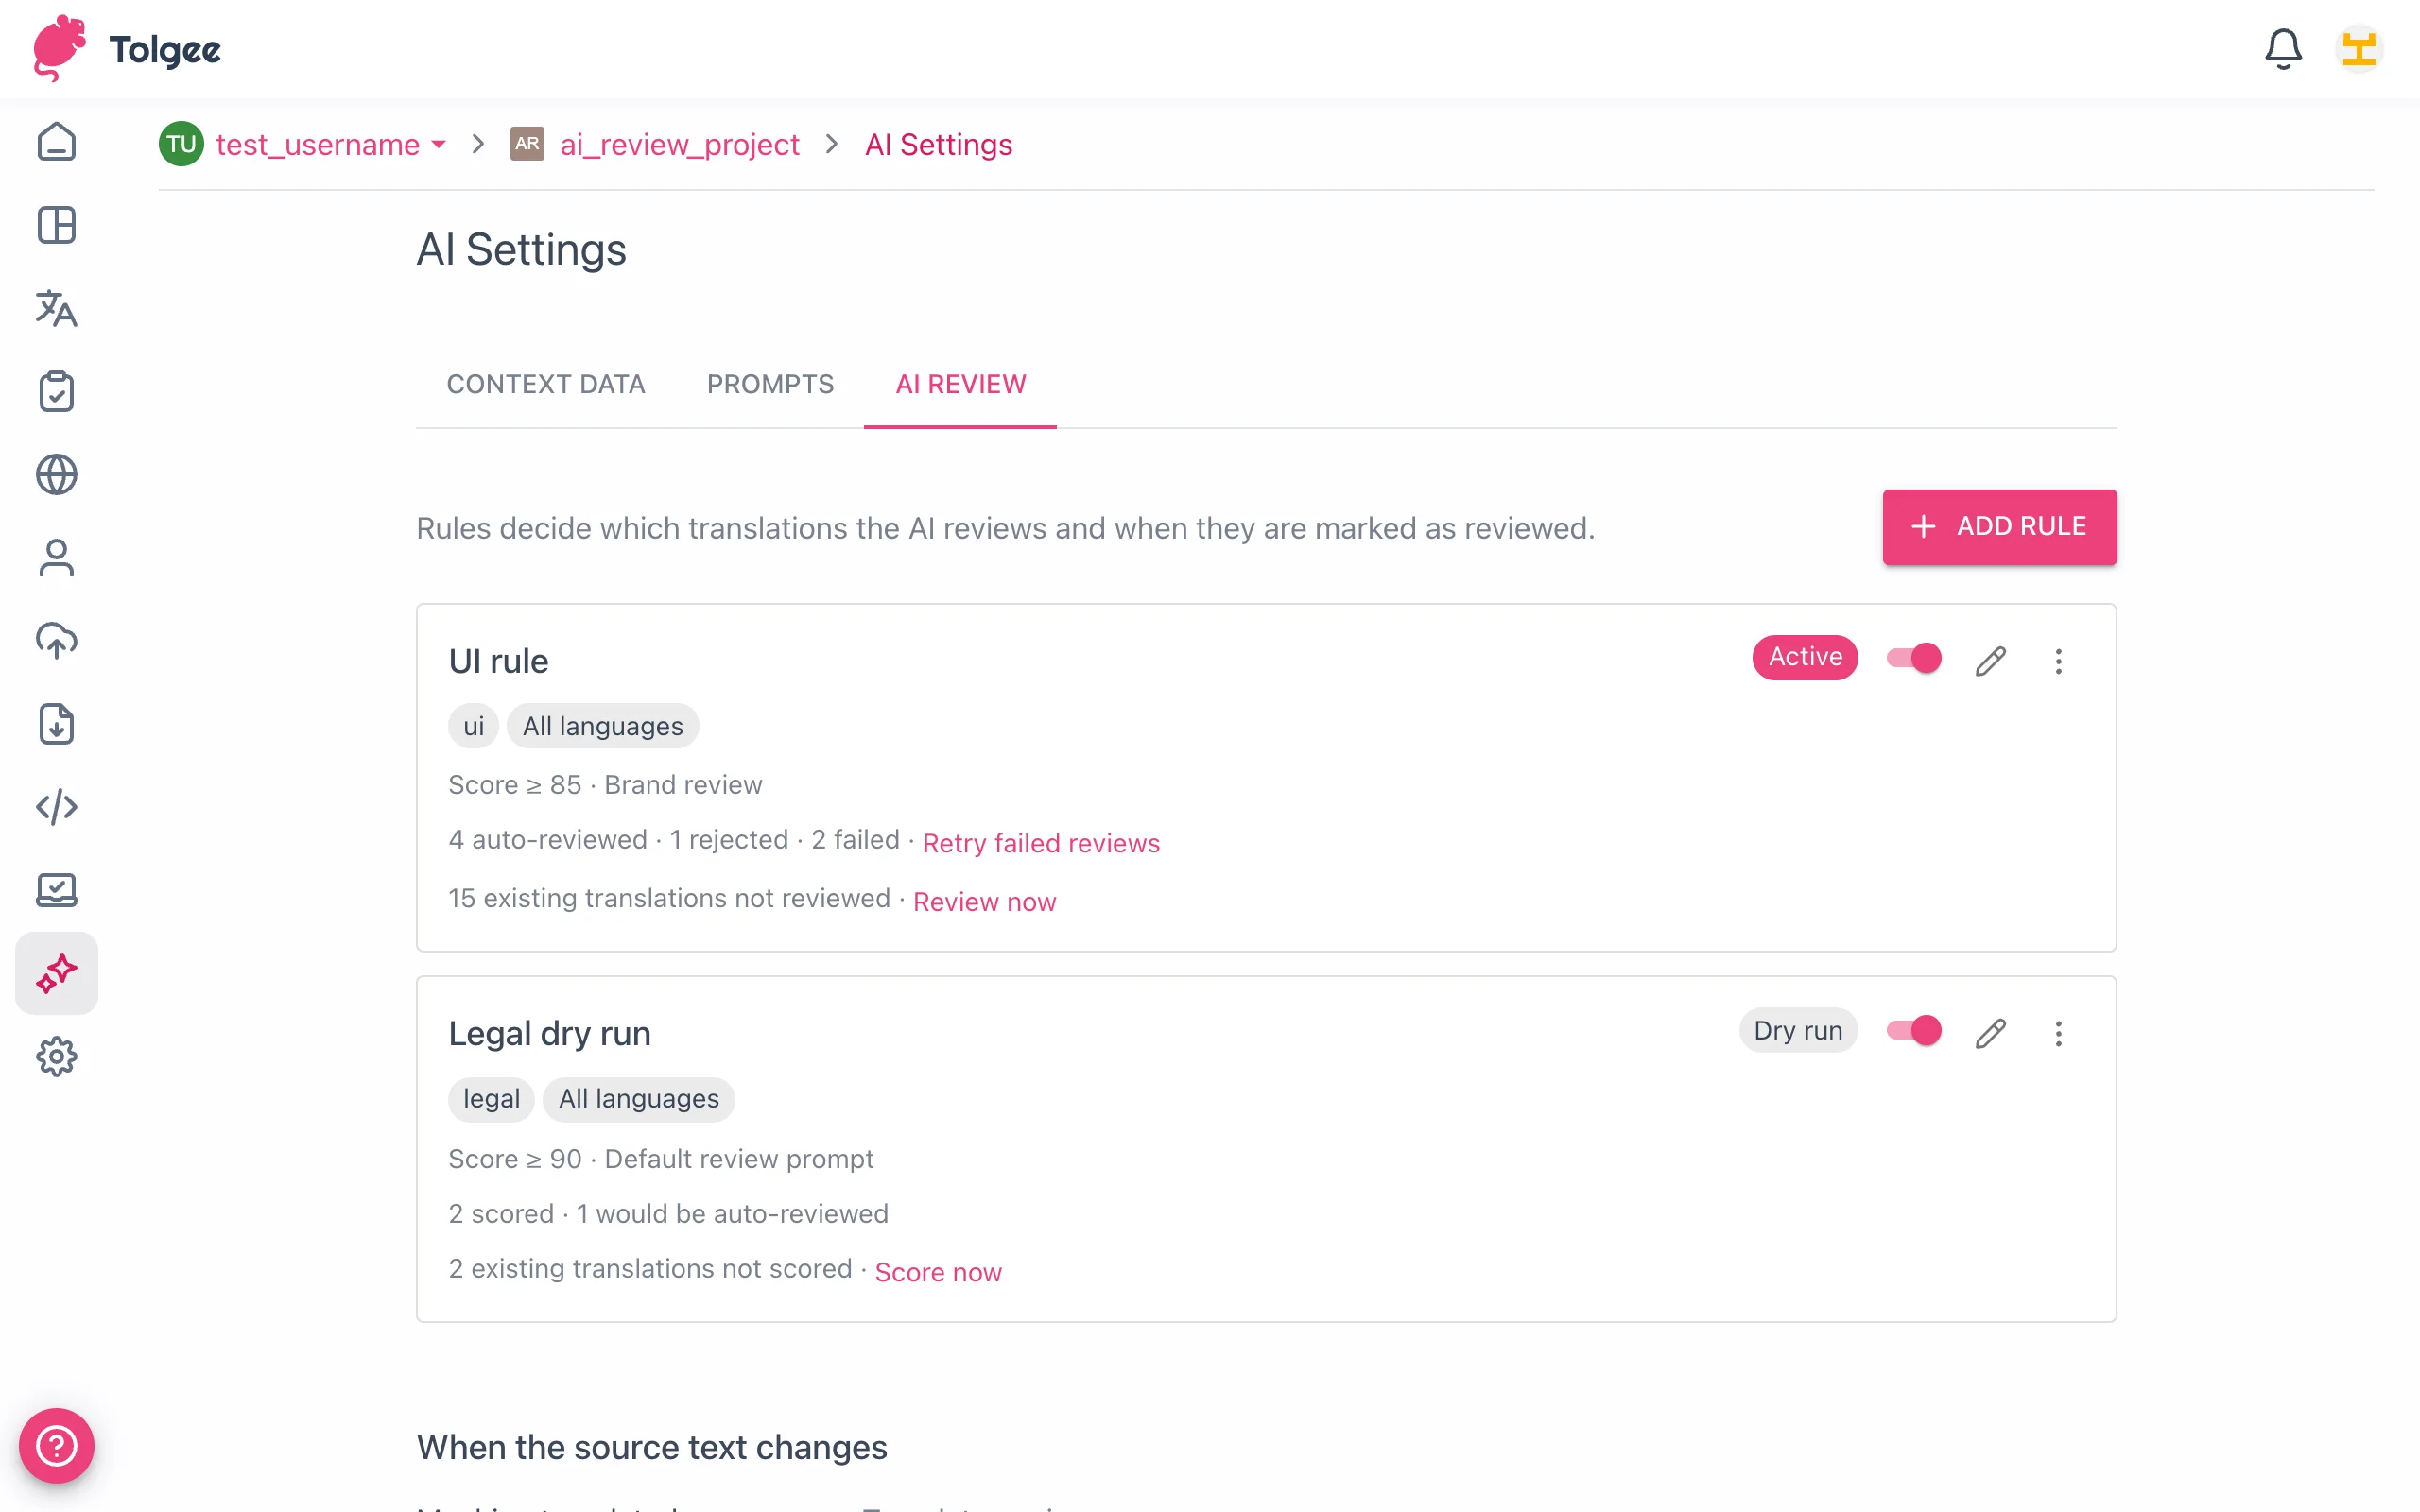 Tolgee
TU test_username > AR ai_review_project > AI Settings
AI Settings
CONTEXT DATA PROMPTS AI REVIEW
Rules decide which translations the AI reviews and when they are marked as reviewed.
+ ADD RULE
UI rule
Active
ui All languages
Score ≥ 85 · Brand review
4 auto-reviewed · 1 rejected · 2 failed · Retry failed reviews
15 existing translations not reviewed · Review now
Legal dry run
Dry run
legal All languages
Score ≥ 90 · Default review prompt
2 scored · 1 would be auto-reviewed
2 existing translations not scored · Score now
When the source text changes